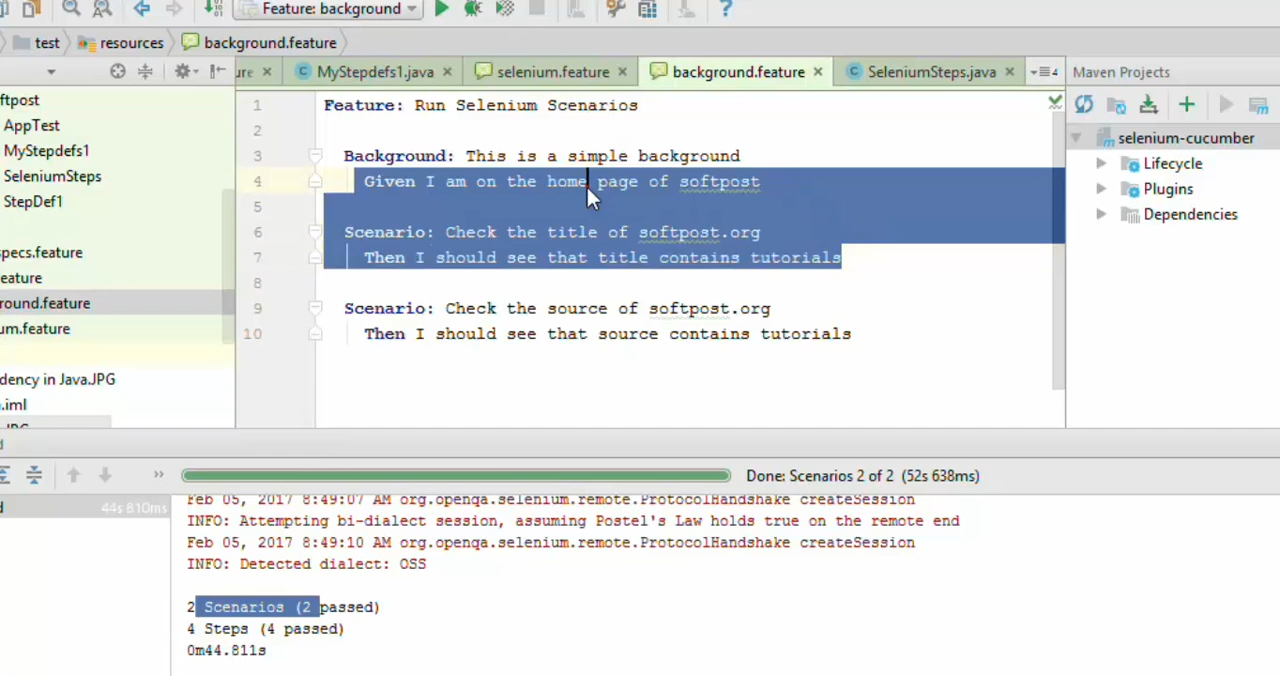 Feature: background
test
resources
background.feature
ure
MyStepdefs1.java
selenium.feature
background.feature
SeleniumSteps.java
4
Maven Projects
ftpost
AppTest
MyStepdefs1
SeleniumSteps
StepDef1
specs.feature
eature
round.feature
um.feature
dency in Java.JPG
.iml
1 Feature: Run Selenium Scenarios
2
3 Background: This is a simple background
4 Given I am on the home page of softpost
5
6 Scenario: Check the title of softpost.org
7 Then I should see that title contains tutorials
8
9 Scenario: Check the source of softpost.org
10 Then I should see that source contains tutorials
selenium-cucumber
Lifecycle
Plugins
Dependencies
Done: Scenarios 2 of 2 (52s 638ms)
d 44s 810ms
Feb 05, 2017 8:49:07 AM org.openqa.selenium.remote.ProtocolHandshake createSession
INFO: Attempting bi-dialect session, assuming Postel's Law holds true on the remote end
Feb 05, 2017 8:49:10 AM org.openqa.selenium.remote.ProtocolHandshake createSession
INFO: Detected dialect: OSS
2 Scenarios (2 passed)
4 Steps (4 passed)
0m44.811s